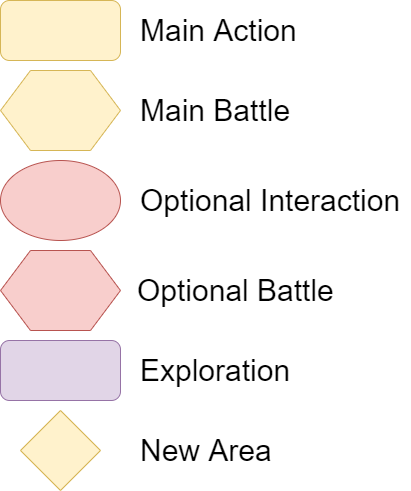 Main Action
Main Battle
Optional Interaction
Optional Battle
Exploration
New Area